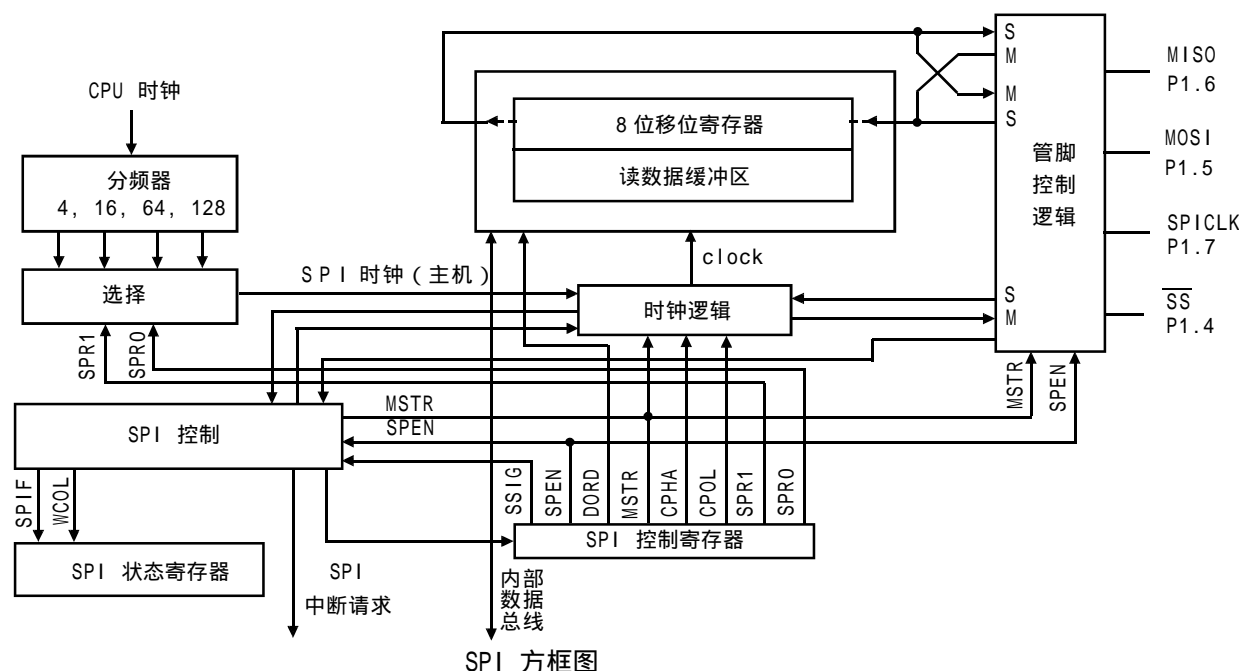 S
M
M
S
MISO
P1.6
CPU 时钟
8 位移位寄存器
读数据缓冲区
管脚
控制
逻辑
MOSI
P1.5
分频器
4, 16, 64, 128
SPICLK
P1.7
clock
SPI 时钟（主机）
选择
时钟逻辑
S
M
SS
P1.4
SPR1
SPR0
MSTR
SPEN
MSTR
SPEN
SPI 控制
SPIF
WCOL
SSIG
SPEN
DORD
MSTR
CPHA
CPOL
SPR1
SPR0
SPI 控制寄存器
SPI 状态寄存器
SPI
中断请求
内部
数据
总线
SPI 方框图